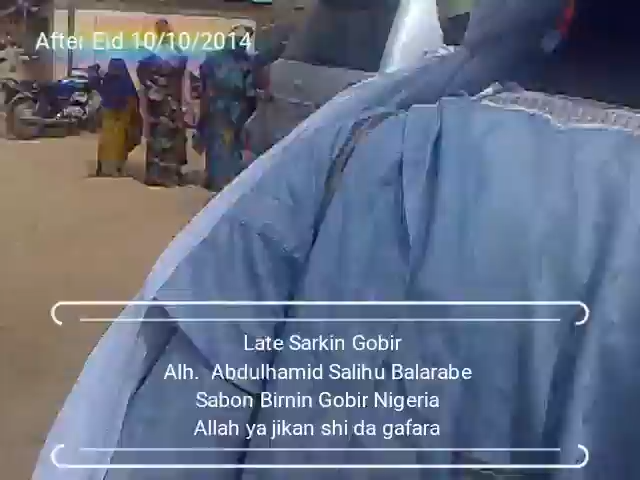 After Eid 10/10/2014
Late Sarkin Gobir
Alh. Abdulhamid Salihu Balarabe
Sabon Birnin Gobir Nigeria
Allah ya jikan shi da gafara